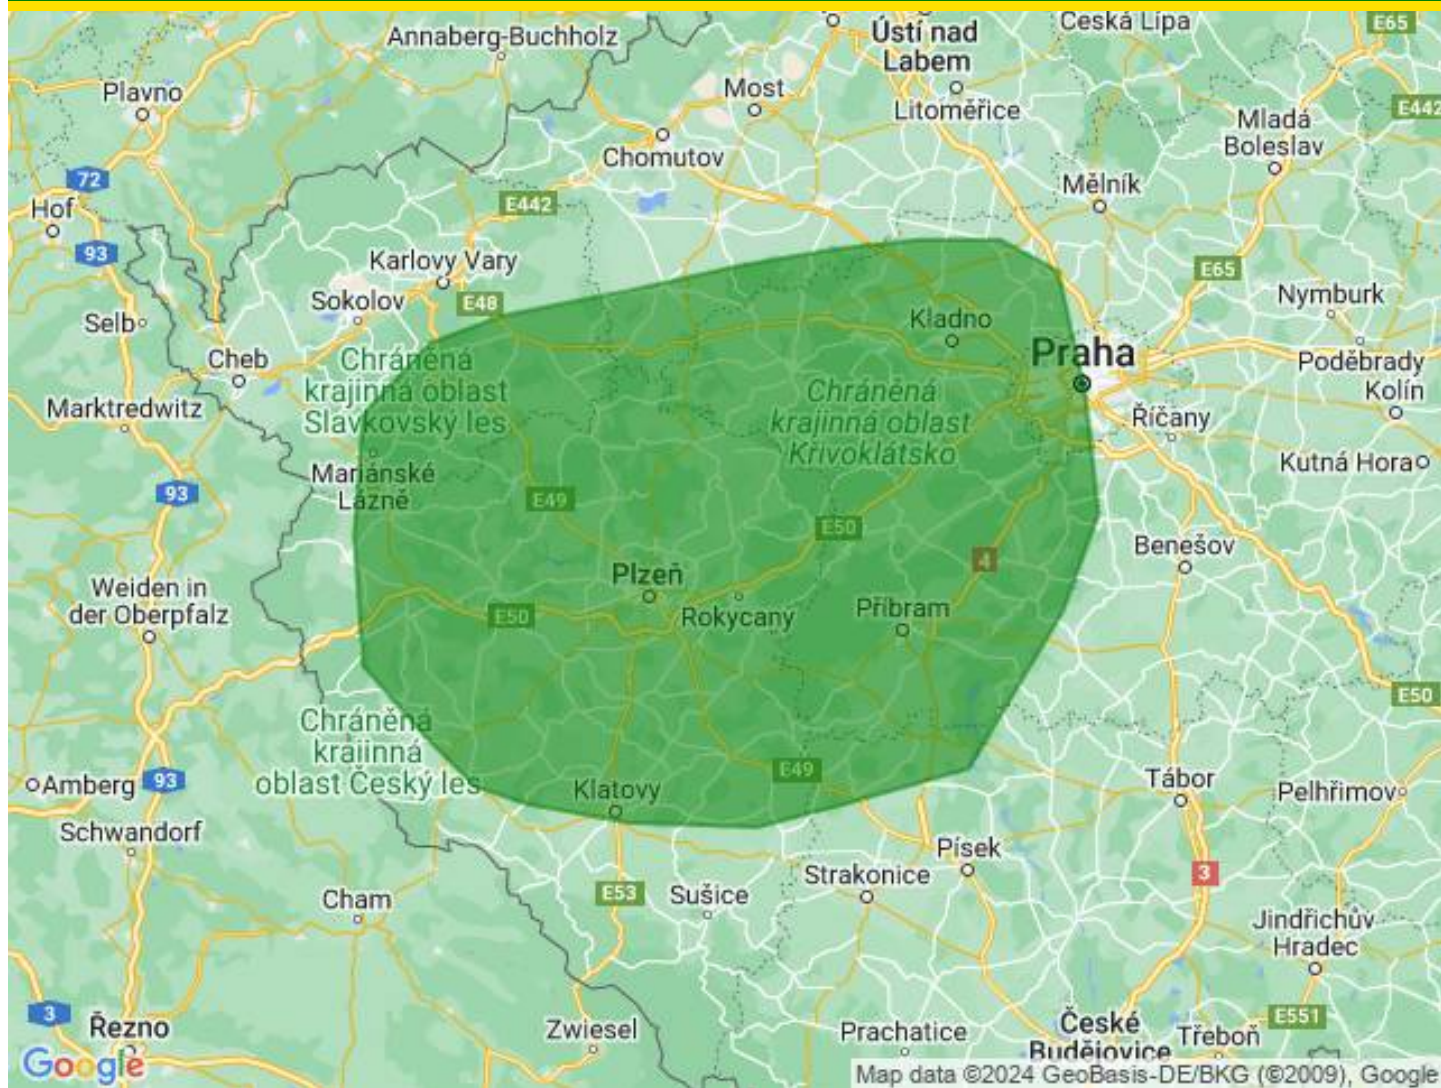 Annaberg-Buchholz
Ústí nad
Labem
Česká Lípa
E65
Plavno
Most
Litoměřice
E442
Mladá
Boleslav
Chomutov
72
Mělník
Hof
E442
93
Karlovy Vary
E65
Sokolov
E48
Nymburk
Selb
Kladno
Cheb
Chráněná
krajinná oblast
Slavkovský les
Praha
Poděbrady
Kolín
Marktredwitz
Chráněná
krajinná oblast
Křivoklátsko
Říčany
Mariánské
Lázně
Kutná Hora
93
E49
E50
Benešov
4
Weiden in
der Oberpfalz
Plzeň
E50
Rokycany
Příbram
E50
Chráněná
krajinná
oblast Český les
E49
Amberg
93
Klatovy
Tábor
Pelhřimov
Schwandorf
Písek
Strakonice
3
Cham
E53
Sušice
Jindřichův
Hradec
3
Řezno
Zwiesel
Prachatice
České
Budějovice
Třeboň
E551
Google
Map data ©2024 GeoBasis-DE/BKG (©2009), Google